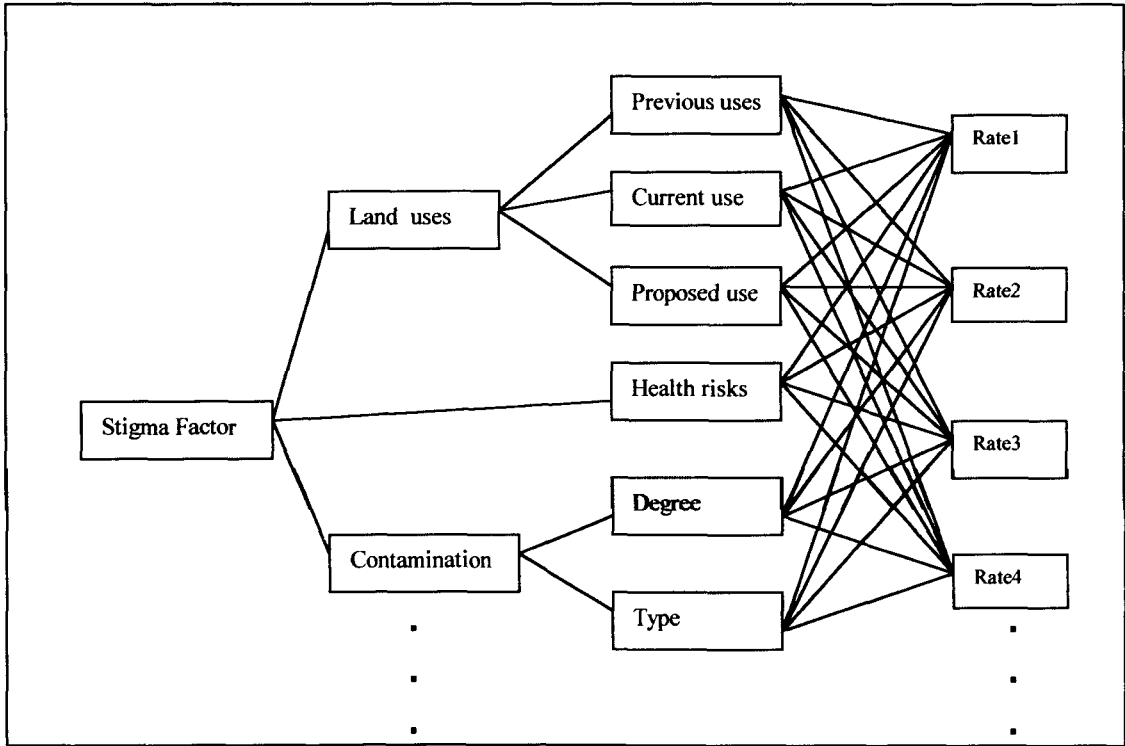 Previous uses
Rate1
Current use
Land uses
Proposed use
Rate2
Health risks
Stigma Factor
Rate3
Degree
Contamination
Rate4
Type